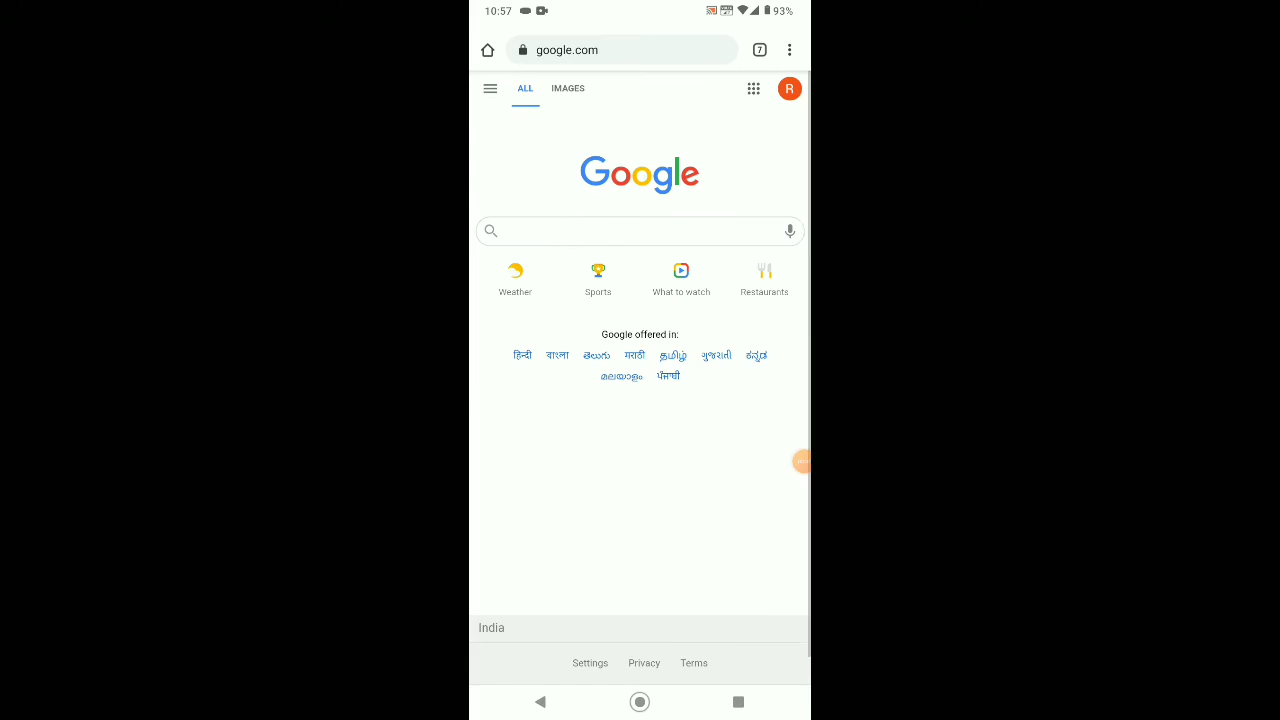 10:57 93%
google.com 7
ALL IMAGES R
Google
Weather Sports What to watch Restaurants
Google offered in:
हिन्दी বাংলা తెలుగు मराठी தமிழ் ગુજરાતી ಕನ್ನಡ
മലയാളം ਪੰਜਾਬੀ
India
Settings Privacy Terms